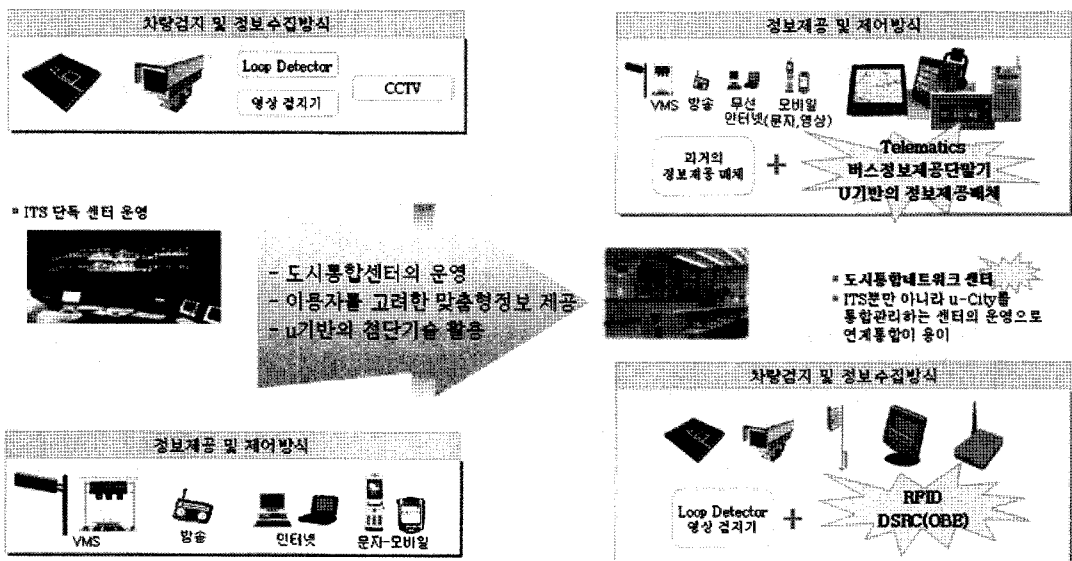 차량검지 및 정보수집방식
Loop Detector
영상 검지기
CCTV
▫ ITS 단독 센터 운영
정보제공 및 제어방식
VMS
방송
인터넷
문자-모바일
- 도시통합센터의 운영
- 이용자를 고려한 맞춤형정보 제공
- u기반의 첨단기술 활용
정보제공 및 제어방식
VMS
방송
무선
인터넷
모바일
(문자,영상)
과거의
정보제공 매체
+
Telematics
버스정보제공단말기
U기반의 정보제공매체
▫ 도시통합네트워크 센터
▫ ITS뿐만 아니라 u-City를
통합관리하는 센터의 운영으로
연계통합이 용이
차량검지 및 정보수집방식
Loop Detector
영상 검지기
+
RFID
DSRC(OBE)